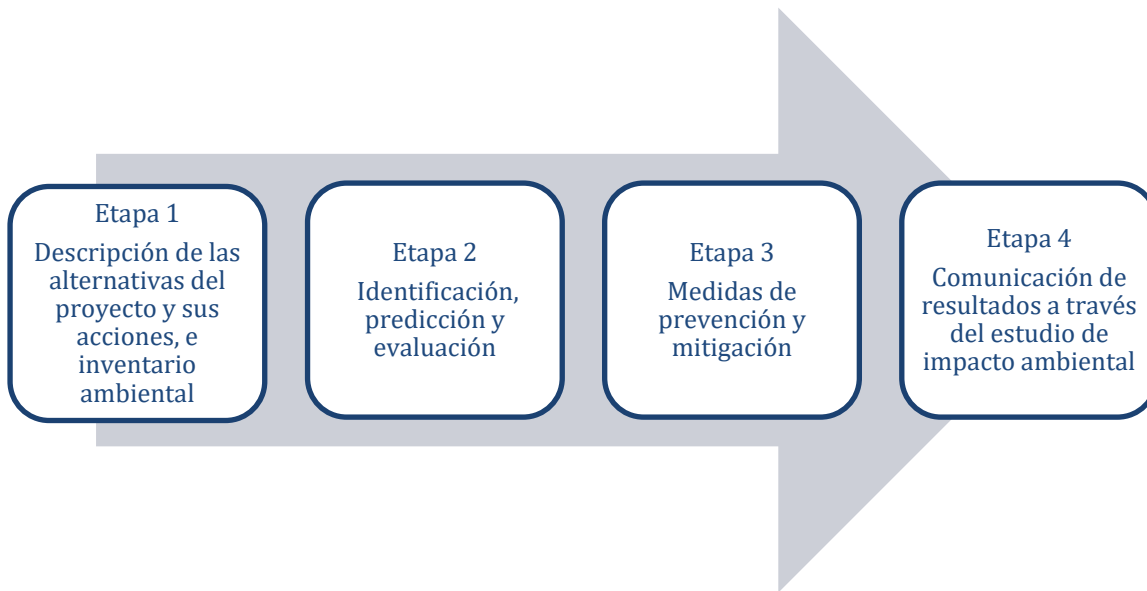 Etapa 1
Descripción de las
alternativas del
proyecto y sus
acciones, e
inventario
ambiental
Etapa 2
Identificación,
predicción y
evaluación
Etapa 3
Medidas de
prevención y
mitigación
Etapa 4
Comunicación de
resultados a través
del estudio de
impacto ambiental